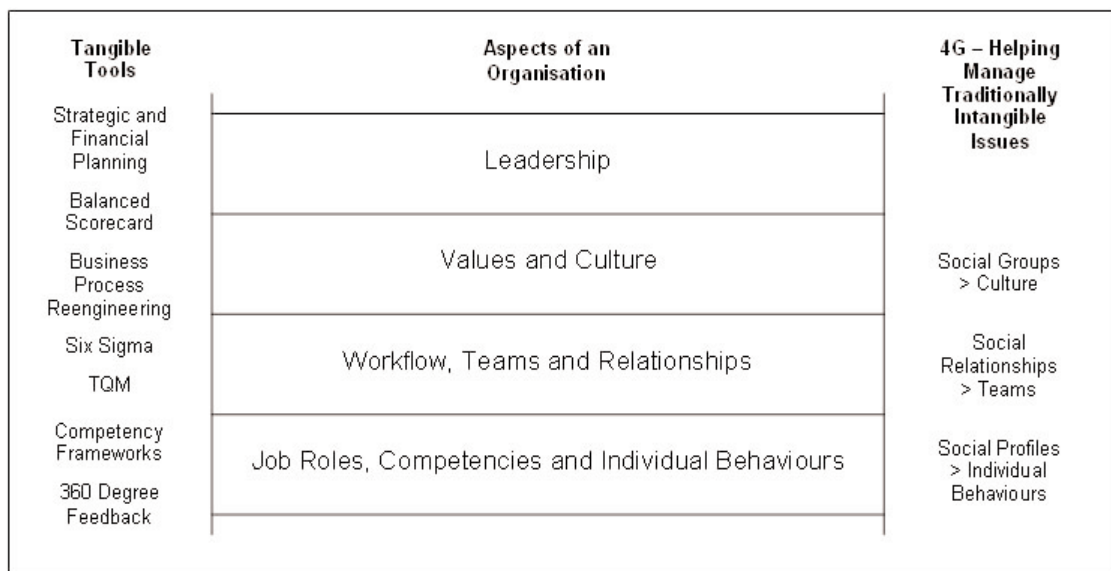 Tangible
Tools
Strategic and
Financial
Planning
Balanced
Scorecard
Business
Process
Reengineering
Six Sigma
TQM
Competency
Frameworks
360 Degree
Feedback
Aspects of an
Organisation
Leadership
Values and Culture
Workflow, Teams and Relationships
Job Roles, Competencies and Individual Behaviours
4G – Helping
Manage
Traditionally
Intangible
Issues
Social Groups
> Culture
Social
Relationships
> Teams
Social Profiles
> Individual
Behaviours